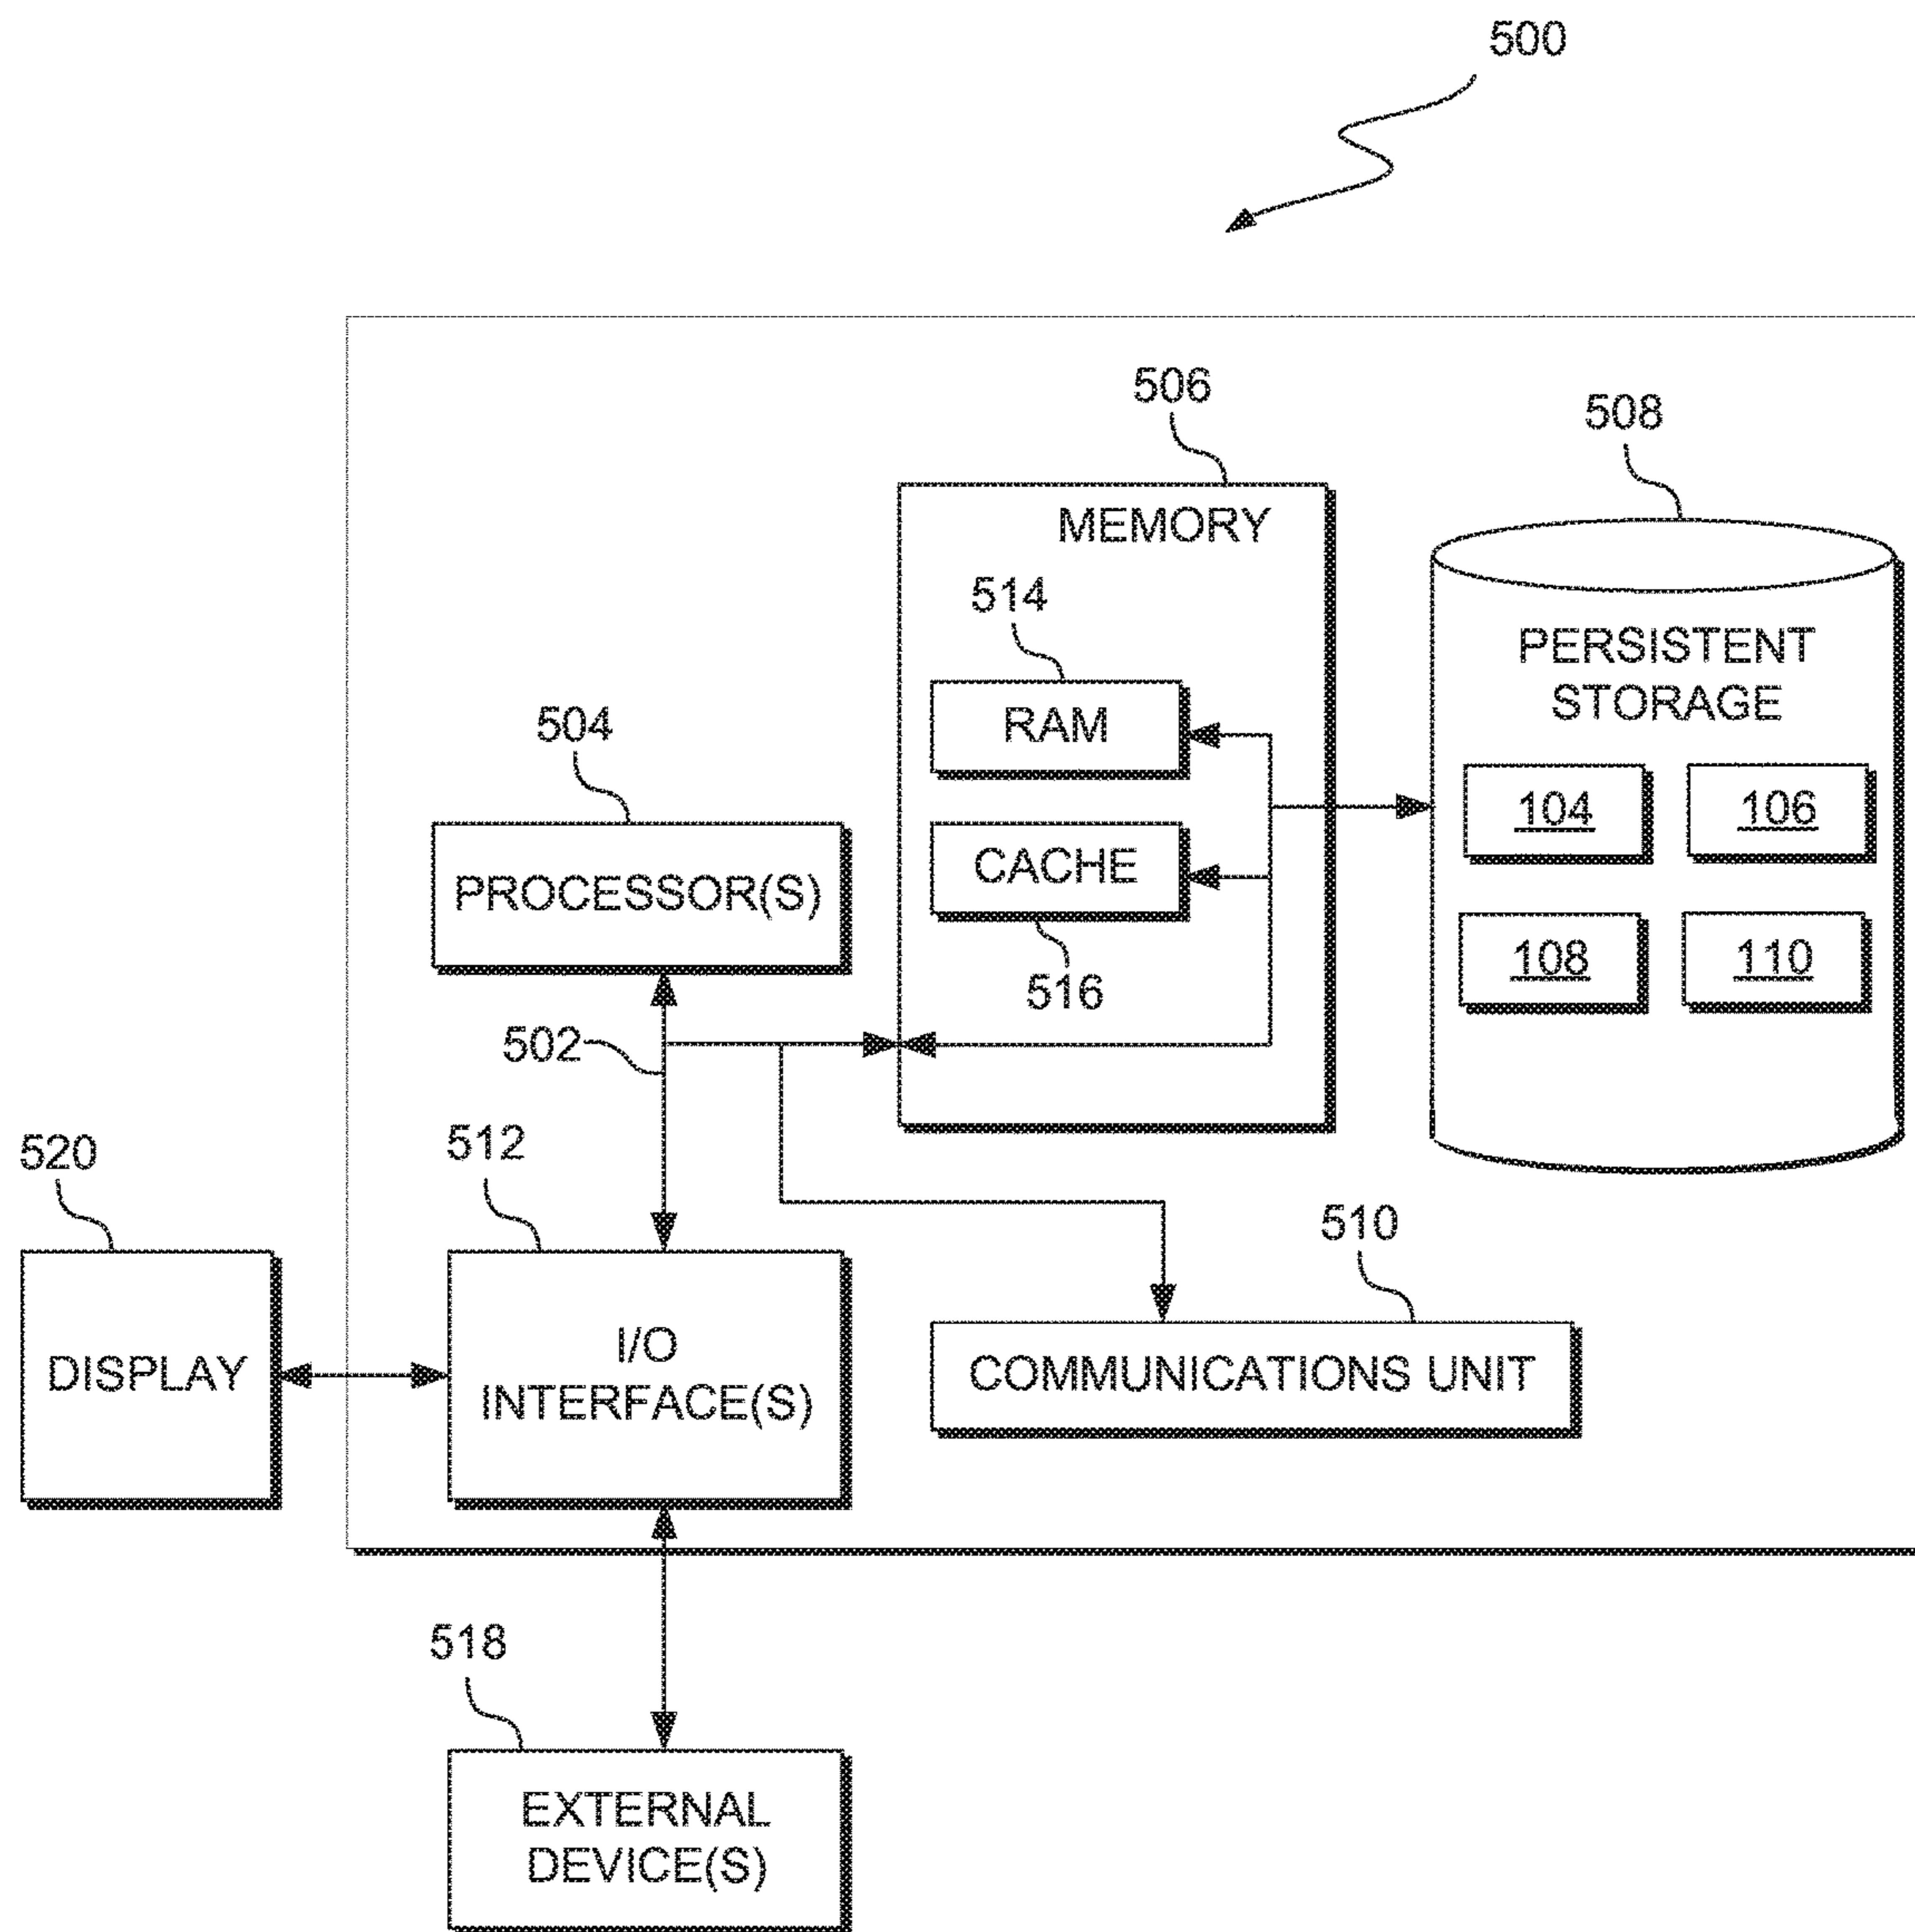 500
506
508
MEMORY
514
PERSISTENT
STORAGE
RAM
504
104
106
CACHE
PROCESSOR(S)
108
110
516
502
520
512
510
I/O
INTERFACE(S)
DISPLAY
COMMUNICATIONS UNIT
518
EXTERNAL
DEVICE(S)